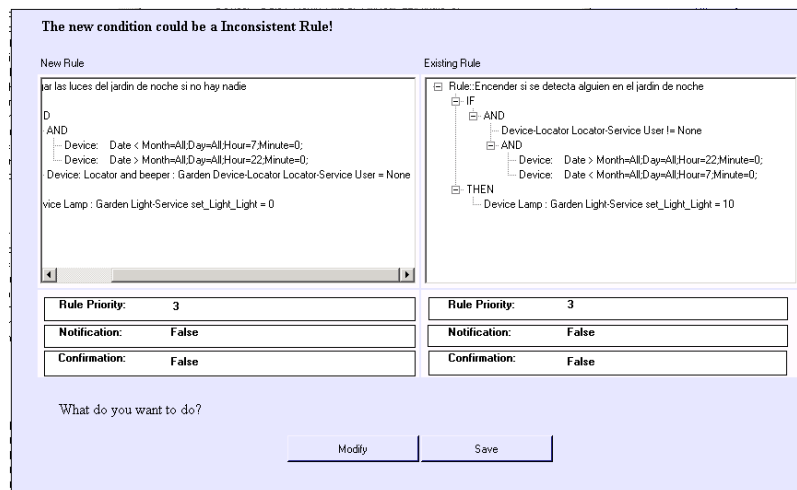 The new condition could be a Inconsistent Rule!
New Rule
Existing Rule
jar las luces del jardin de noche si no hay nadie
D
AND
Device: Date < Month=All;Day=All;Hour=7;Minute=0;
Device: Date > Month=All;Day=All;Hour=22;Minute=0;
Device: Locator and beeper : Garden Device-Locator Locator-Service User = None
vice Lamp : Garden Light-Service set_Light_Light = 0
Rule::Encender si se detecta alguien en el jardin de noche
IF
AND
Device-Locator Locator-Service User != None
AND
Device: Date > Month=All;Day=All;Hour=22;Minute=0;
Device: Date < Month=All;Day=All;Hour=7;Minute=0;
THEN
Device Lamp : Garden Light-Service set_Light_Light = 10
Rule Priority: 3
Notification: False
Confirmation: False
Rule Priority: 3
Notification: False
Confirmation: False
What do you want to do?
Modify
Save